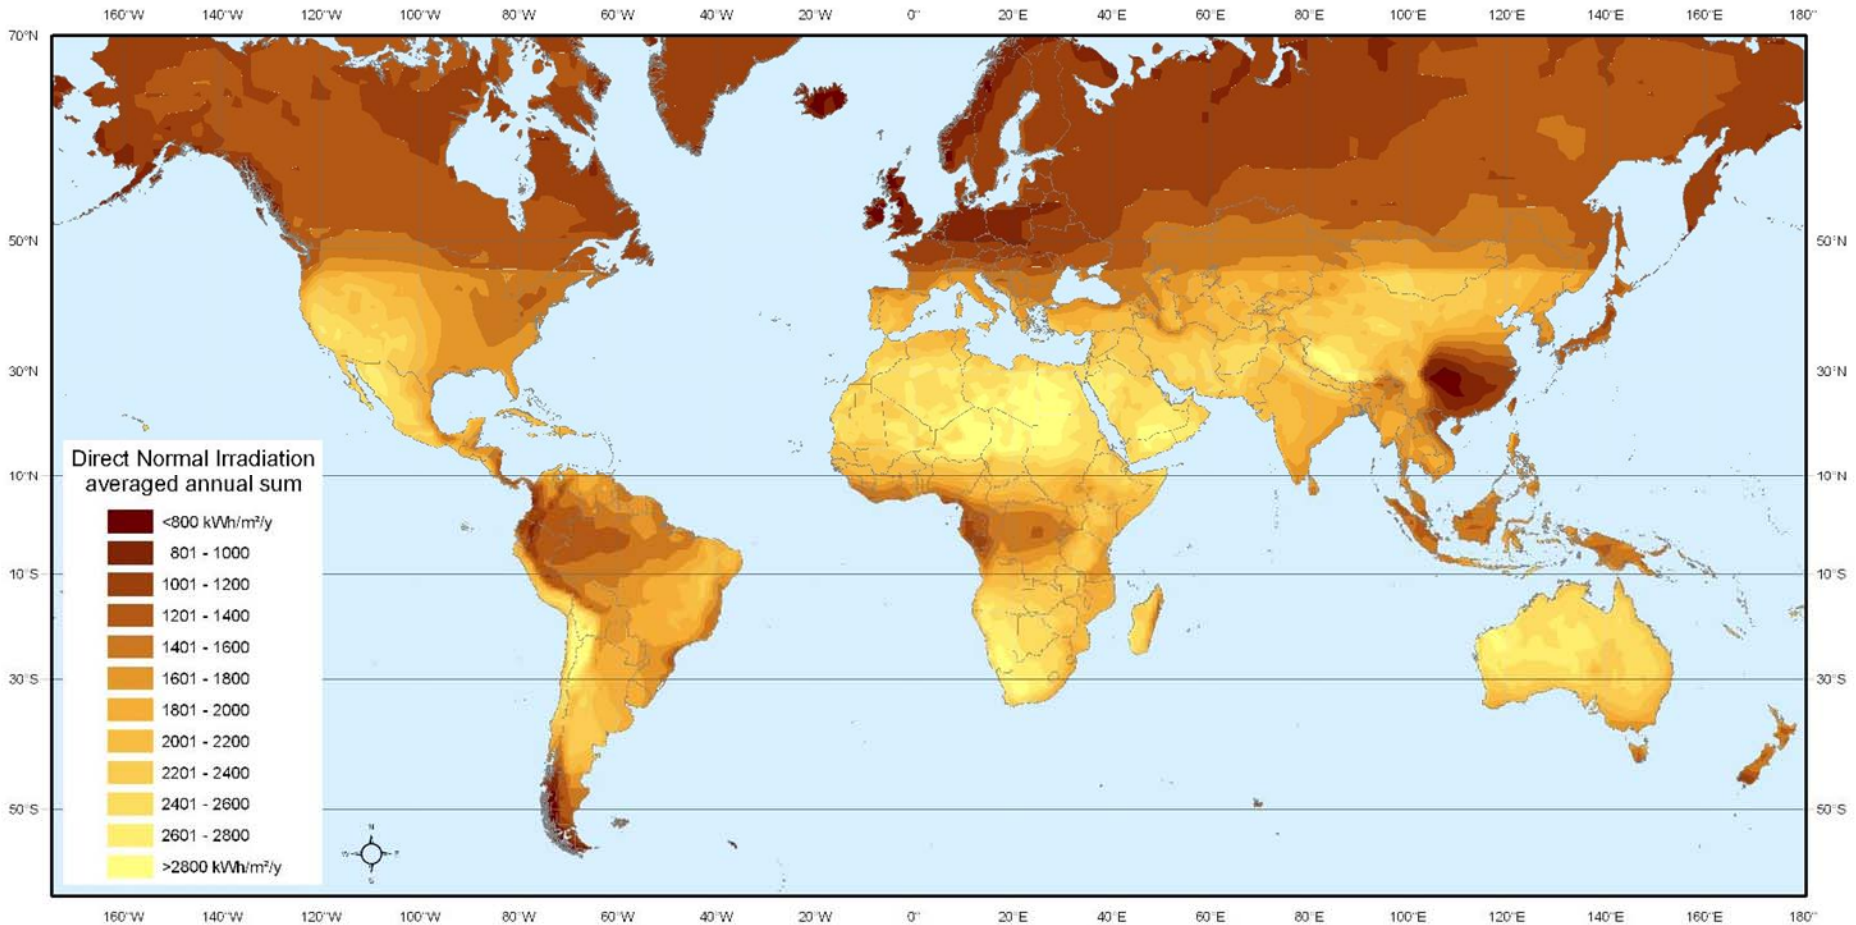 160°W 140°W 120°W 100°W 80°W 60°W 40°W 20°W 0° 20°E 40°E 60°E 80°E 100°E 120°E 140°E 160°E 180°
70°N
50°N 50°N
30°N 30°N
Direct Normal Irradiation
averaged annual sum
10°N 10°N
<800 kWh/m²/y
801 - 1000
1001 - 1200
10°S 10°S
1201 - 1400
1401 - 1600
1601 - 1800
30°S 30°S
1801 - 2000
2001 - 2200
2201 - 2400
2401 - 2600
50°S 50°S
2601 - 2800
>2800 kWh/m²/y
160°W 140°W 120°W 100°W 80°W 60°W 40°W 20°W 0° 20°E 40°E 60°E 80°E 100°E 120°E 140°E 160°E 180°